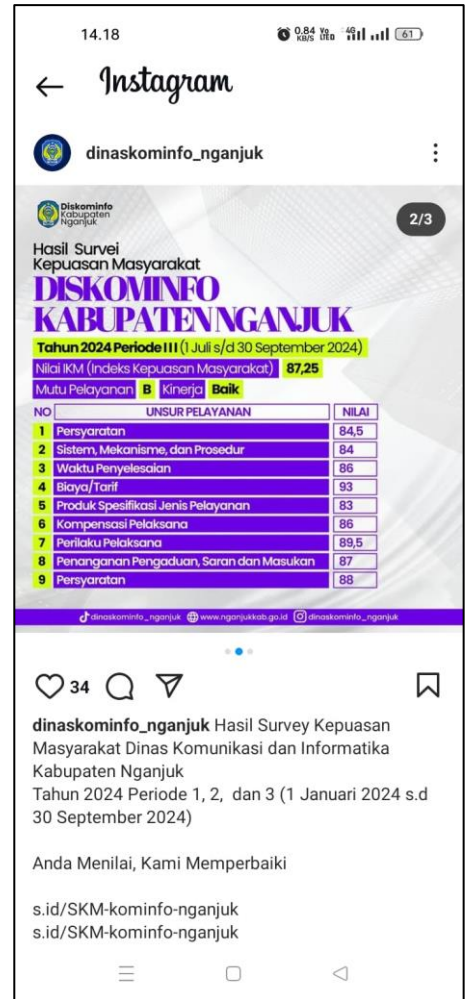 14.18
0.84 KB/S Vo LTE 4G 61
Instagram
dinaskominfo_nganjuk
Diskominfo
Kabupaten
Nganjuk
2/3
Hasil Survei
Kepuasan Masyarakat
DISKOMINFO
KABUPATEN NGANJUK
Tahun 2024 Periode III (1 Juli s/d 30 September 2024)
Nilai IKM (Indeks Kepuasan Masyarakat) 87,25
Mutu Pelayanan B Kinerja Baik
NO UNSUR PELAYANAN NILAI
1 Persyaratan 84,5
2 Sistem, Mekanisme, dan Prosedur 84
3 Waktu Penyelesaian 86
4 Biaya/Tarif 93
5 Produk Spesifikasi Jenis Pelayanan 83
6 Kompensasi Pelaksana 86
7 Perilaku Pelaksana 89,5
8 Penanganan Pengaduan, Saran dan Masukan 87
9 Persyaratan 88
dinaskominfo_nganjuk www.nganjukkab.go.id dinaskominfo_nganjuk
34
dinaskominfo_nganjuk Hasil Survey Kepuasan
Masyarakat Dinas Komunikasi dan Informatika
Kabupaten Nganjuk
Tahun 2024 Periode 1, 2, dan 3 (1 Januari 2024 s.d
30 September 2024)
Anda Menilai, Kami Memperbaiki
s.id/SKM-kominfo-nganjuk
s.id/SKM-kominfo-nganjuk